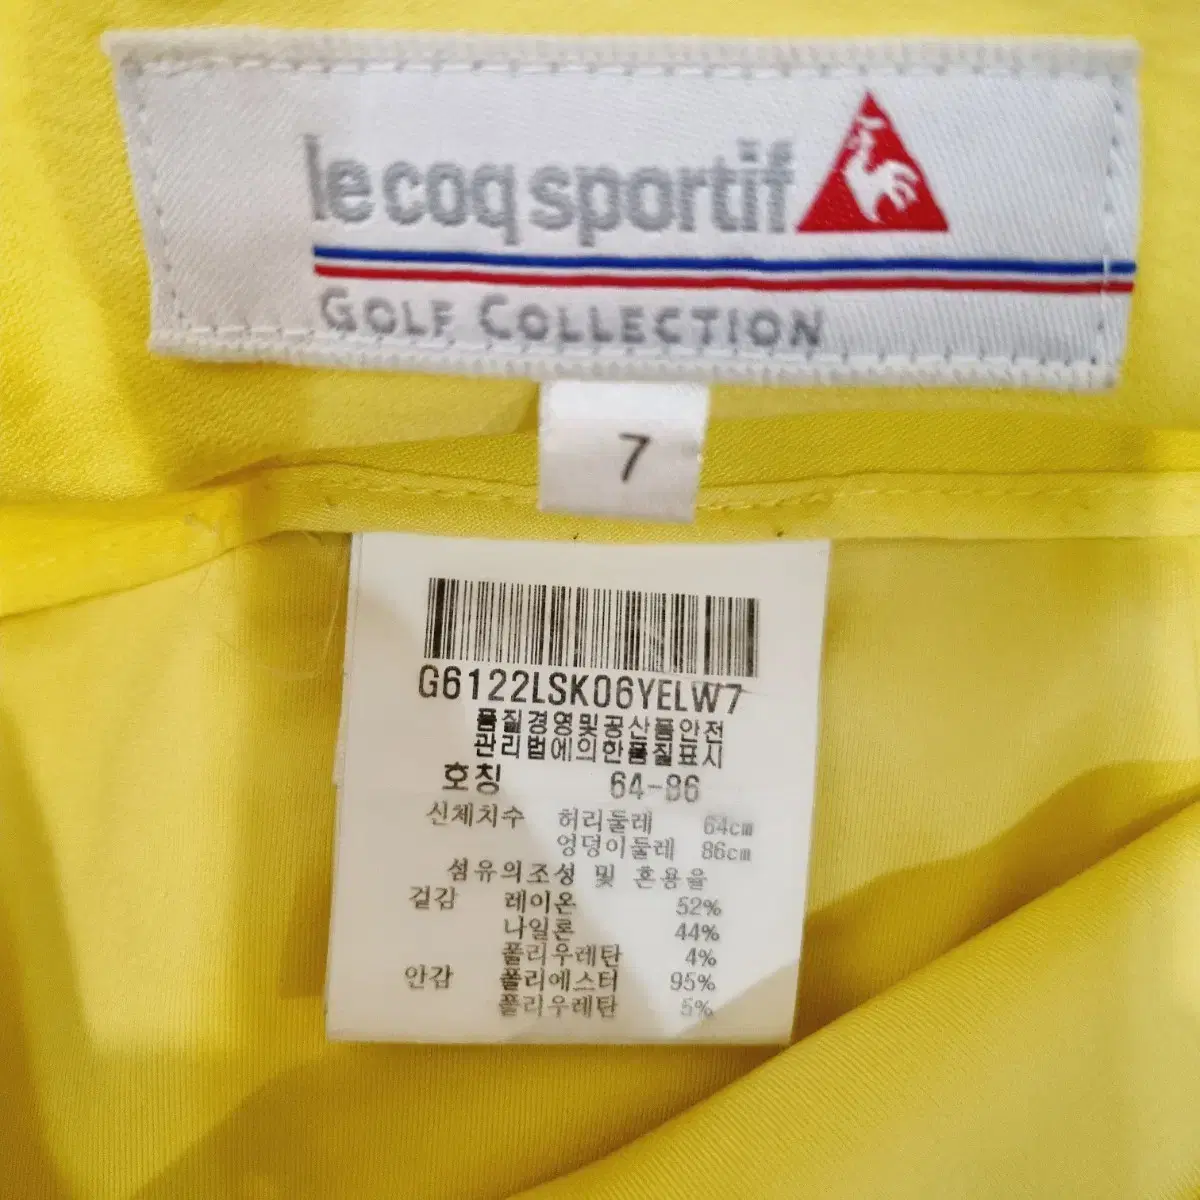 le coq sportif
GOLF COLLECTION
7
G6122LSK06YELW7
품질경영및공산품안전
관리법에의한품질표시
호칭 64-86
신체치수 허리둘레 64cm
엉덩이둘레 86cm
섬유의조성 및 혼용율
겉감 레이온 52%
나일론 44%
폴리우레탄 4%
안감 폴리에스터 95%
폴리우레탄 5%